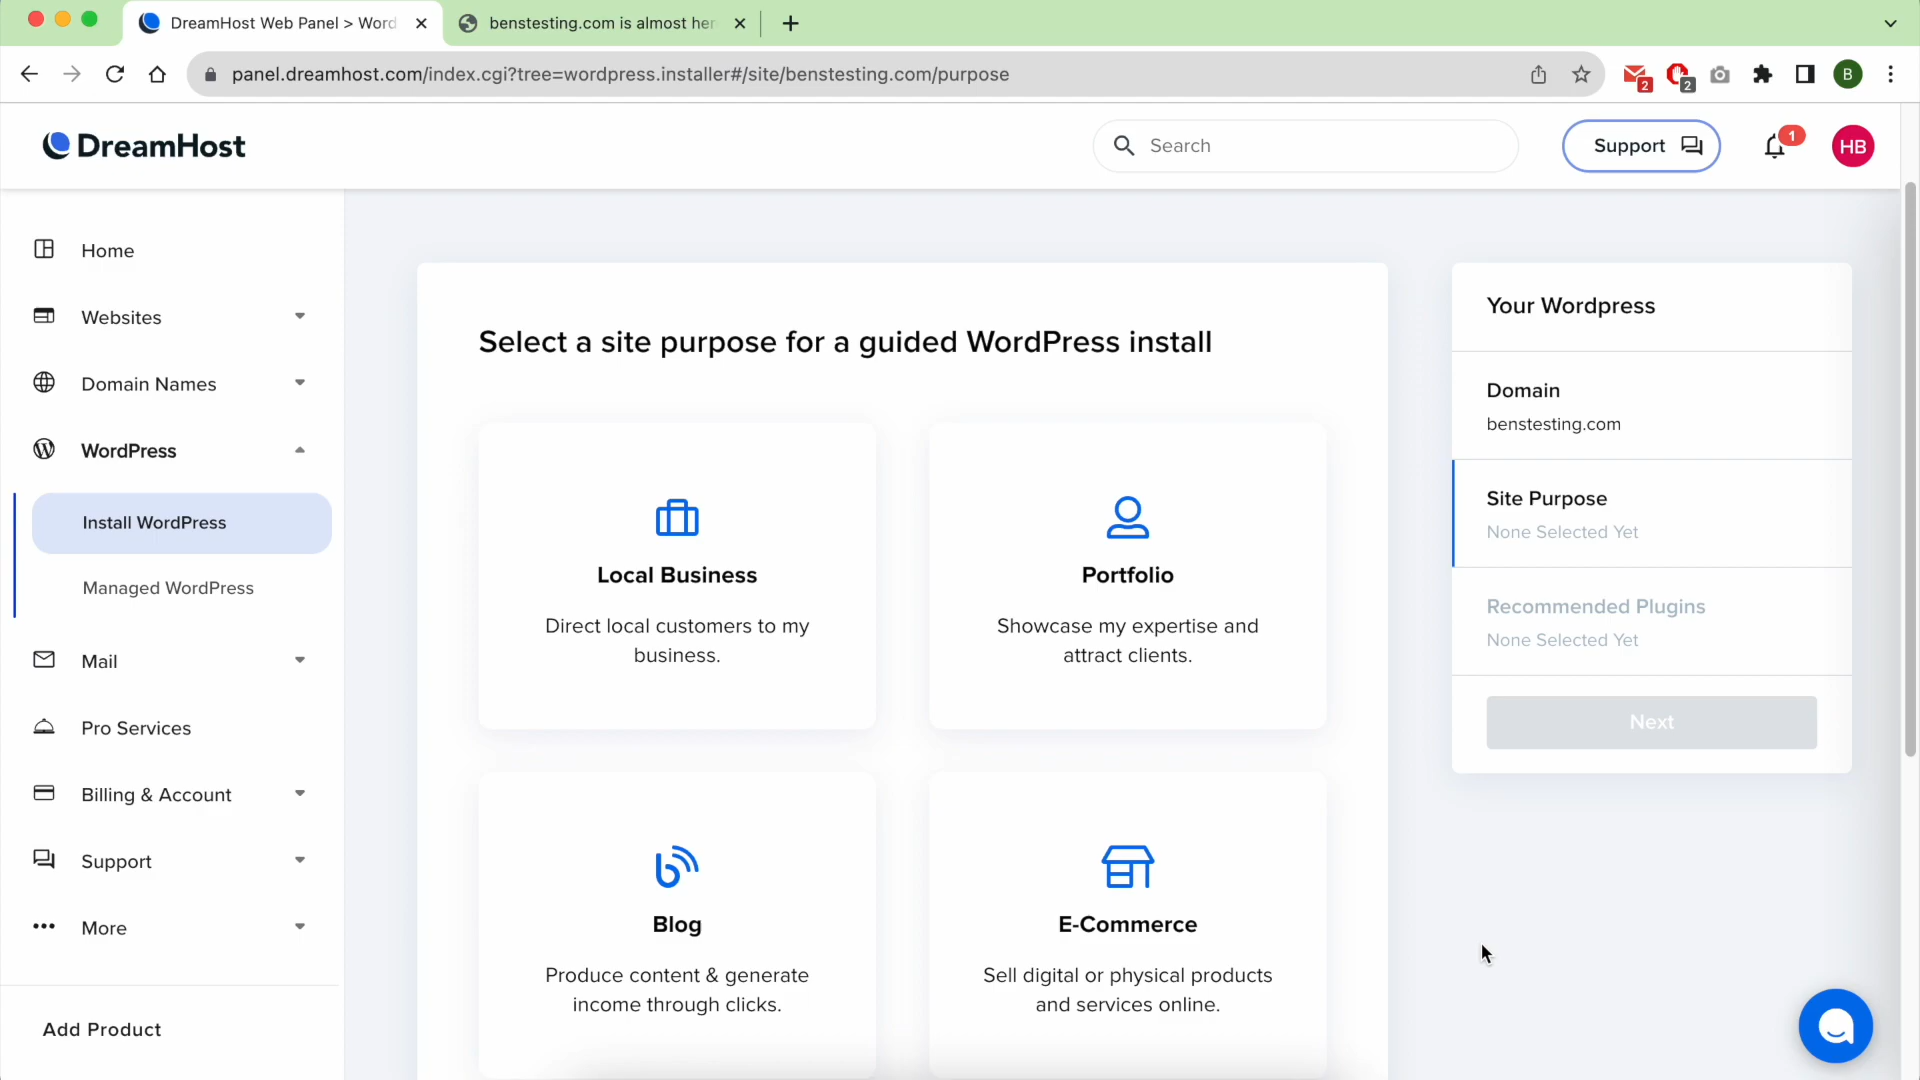 DreamHost Web Panel > Word
benstesting.com is almost her
panel.dreamhost.com/index.cgi?tree=wordpress.installer#/site/benstesting.com/purpose
2
2
B
DreamHost
Search
Support
1
HB
Home
Websites
Domain Names
WordPress
Install WordPress
Managed WordPress
Mail
Pro Services
Billing & Account
Support
More
Add Product
Select a site purpose for a guided WordPress install
Local Business
Direct local customers to my
business.
Portfolio
Showcase my expertise and
attract clients.
Blog
Produce content & generate
income through clicks.
E-Commerce
Sell digital or physical products
and services online.
Your Wordpress
Domain
benstesting.com
Site Purpose
None Selected Yet
Recommended Plugins
None Selected Yet
Next